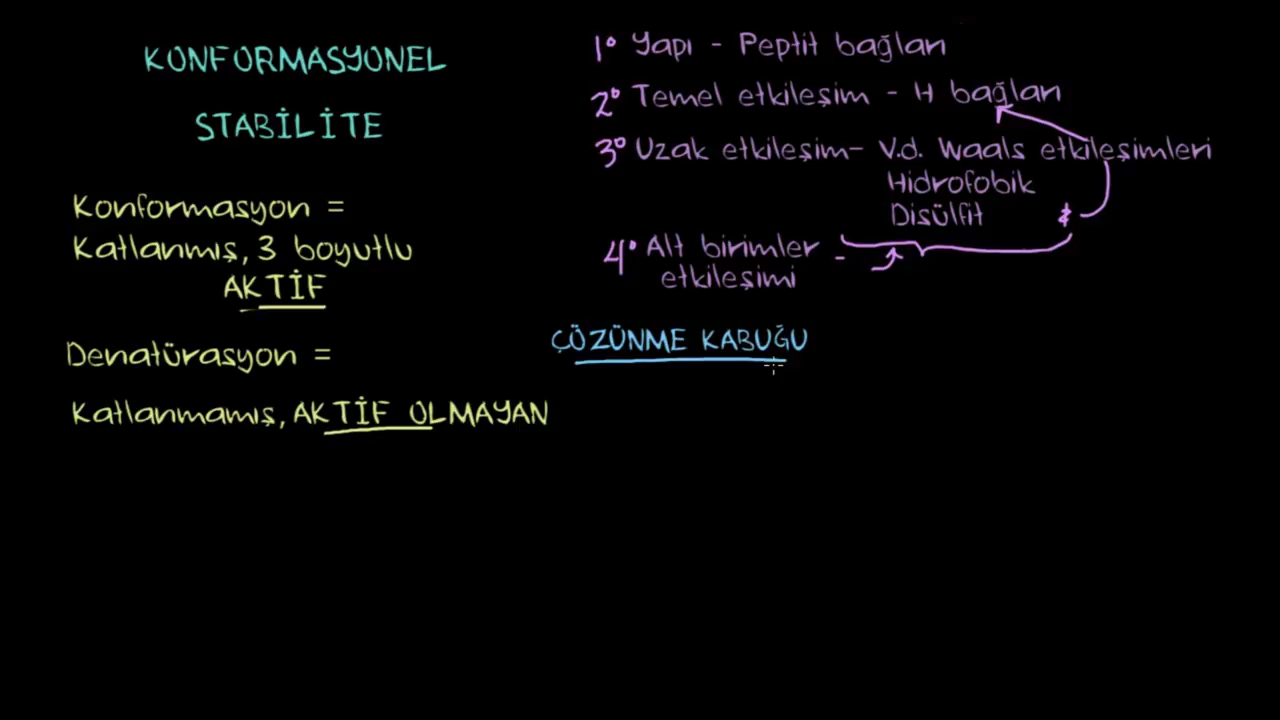 KONFORMASYONEL
STABİLİTE
Konformasyon =
Katlanmış, 3 boyutlu
AKTİF
Denatürasyon =
Katlanmamış, AKTİF OLMAYAN
1° Yapı - Peptit bağları
2° Temel etkileşim - H bağları
3° Uzak etkileşim- V.d. Waals etkileşimleri
Hidrofobik
Disülfit
4° Alt birimler -
etkileşimi
ÇÖZÜNME KABUĞU